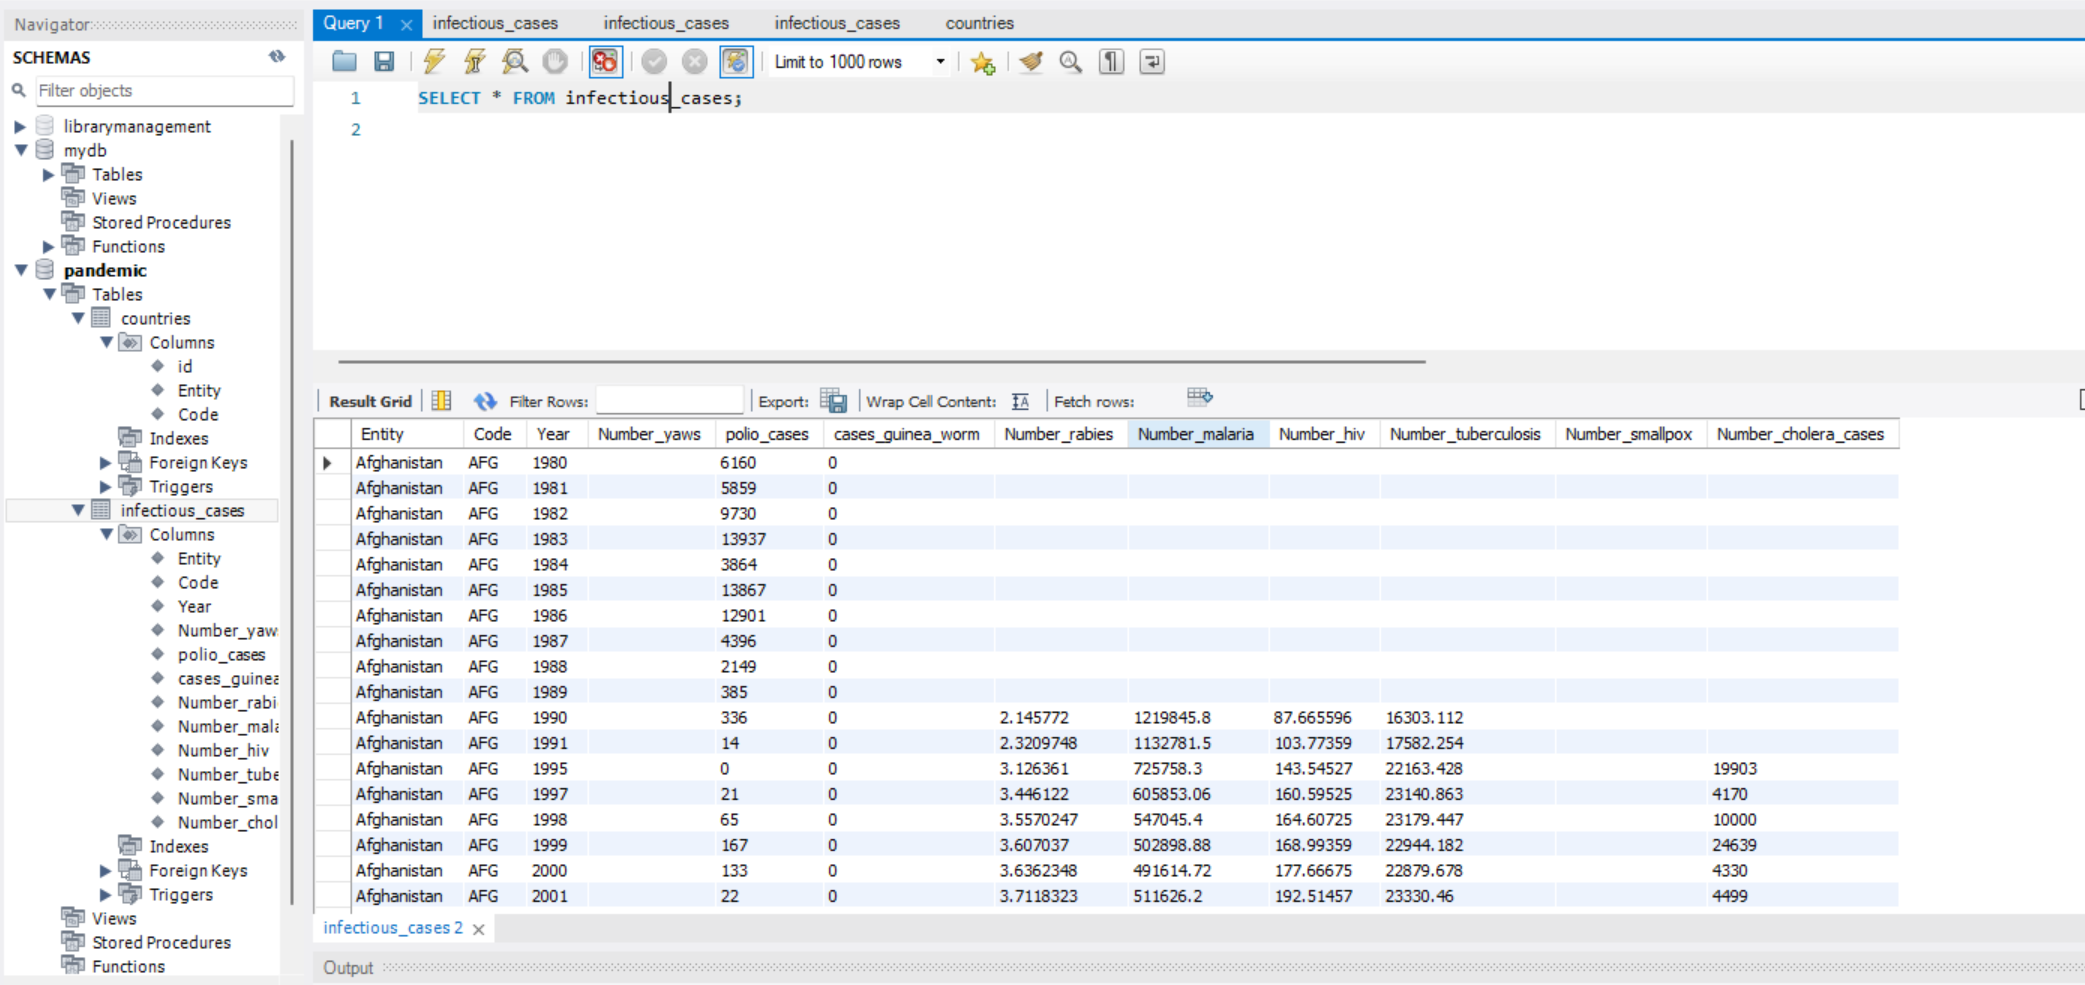 Navigator
SCHEMAS
Filter objects
librarymanagement
mydb
Tables
Views
Stored Procedures
Functions
pandemic
Tables
countries
Columns
id
Entity
Code
Indexes
Foreign Keys
Triggers
infectious_cases
Columns
Entity
Code
Year
Number_yaw
polio_cases
cases_guinea
Number_rabi
Number_mala
Number_hiv
Number_tube
Number_sma
Number_chol
Indexes
Foreign Keys
Triggers
Views
Stored Procedures
Functions
Query 1 infectious_cases infectious_cases infectious_cases countries
Limit to 1000 rows
1 SELECT * FROM infectious_cases;
2
Result Grid Filter Rows: Export: Wrap Cell Content: Fetch rows:
Entity Code Year Number_yaws polio_cases cases_guinea_worm Number_rabies Number_malaria Number_hiv Number_tuberculosis Number_smallpox Number_cholera_cases
Afghanistan AFG 1980 6160 0
Afghanistan AFG 1981 5859 0
Afghanistan AFG 1982 9730 0
Afghanistan AFG 1983 13937 0
Afghanistan AFG 1984 3864 0
Afghanistan AFG 1985 13867 0
Afghanistan AFG 1986 12901 0
Afghanistan AFG 1987 4396 0
Afghanistan AFG 1988 2149 0
Afghanistan AFG 1989 385 0
Afghanistan AFG 1990 336 0 2.145772 1219845.8 87.665596 16303.112
Afghanistan AFG 1991 14 0 2.3209748 1132781.5 103.77359 17582.254
Afghanistan AFG 1995 0 0 3.126361 725758.3 143.54527 22163.428 19903
Afghanistan AFG 1997 21 0 3.446122 605853.06 160.59525 23140.863 4170
Afghanistan AFG 1998 65 0 3.5570247 547045.4 164.60725 23179.447 10000
Afghanistan AFG 1999 167 0 3.607037 502898.88 168.99359 22944.182 24639
Afghanistan AFG 2000 133 0 3.6362348 491614.72 177.66675 22879.678 4330
Afghanistan AFG 2001 22 0 3.7118323 511626.2 192.51457 23330.46 4499
infectious_cases 2
Output